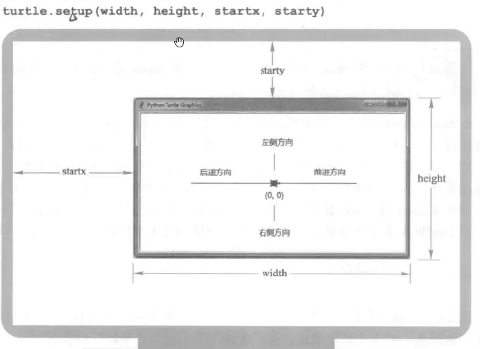 turtle.setup(width, height, startx, starty)
starty
Python Turtle Graphics
左侧方向
后退方向
前进方向
startx
height
(0, 0)
右侧方向
width